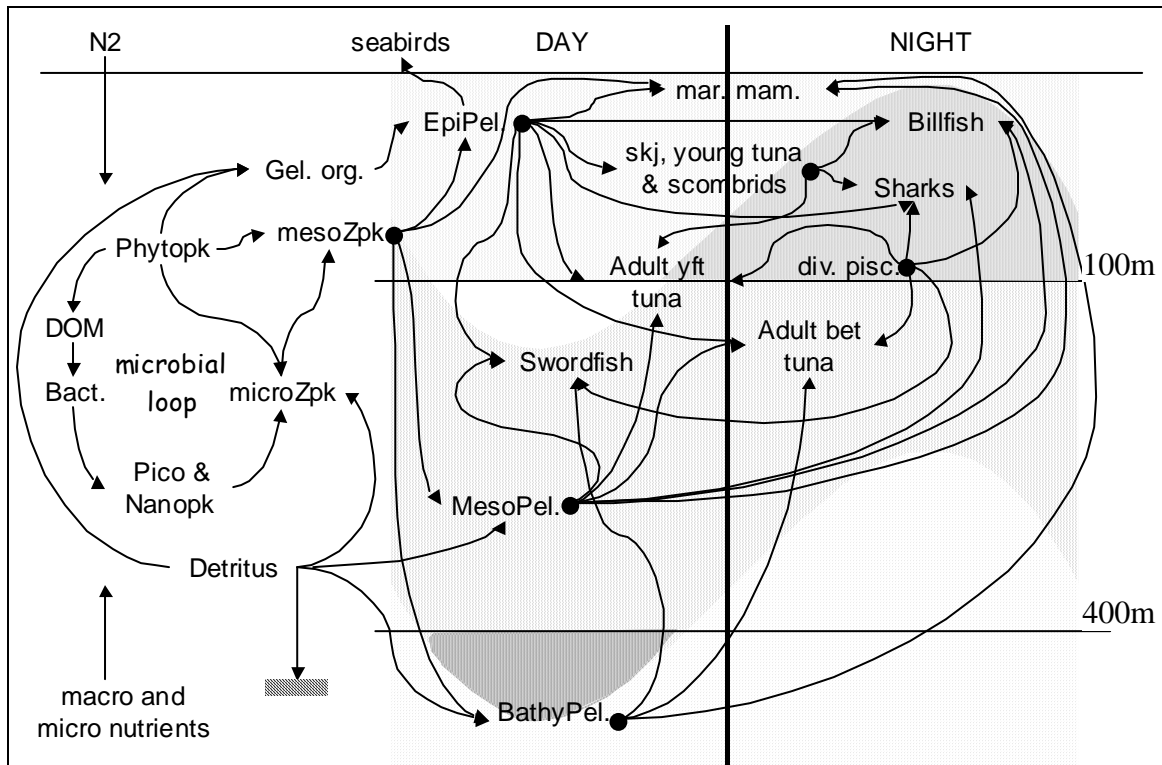 N2
seabirds
DAY
NIGHT
mar. mam.
EpiPel.
Billfish
Gel. org.
skj, young tuna
& scombrids
Sharks
Phytopk
mesoZpk
Adult yft
tuna
div. pisc.
100m
DOM
microbial
loop
Bact.
microZpk
Swordfish
Adult bet
tuna
Pico &
Nanopk
MesoPel.
Detritus
400m
macro and
micro nutrients
BathyPel.